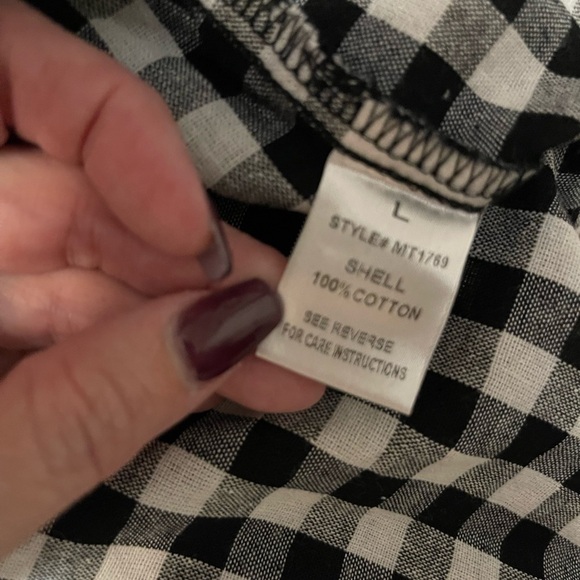 L
STYLE# MT1769
SHELL
100% COTTON
SEE REVERSE
FOR CARE INSTRUCTIONS